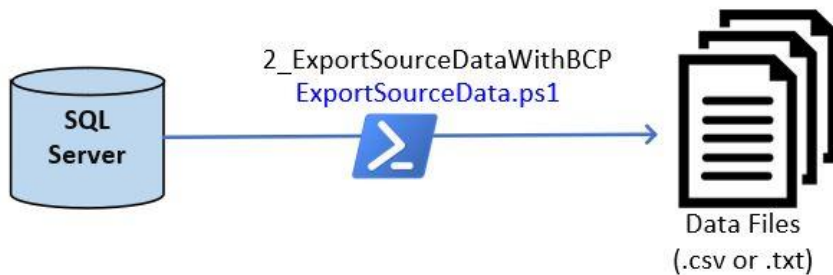 2_ExportSourceDataWithBCP
ExportSourceData.ps1
SQL
Server
Data Files
(.csv or .txt)